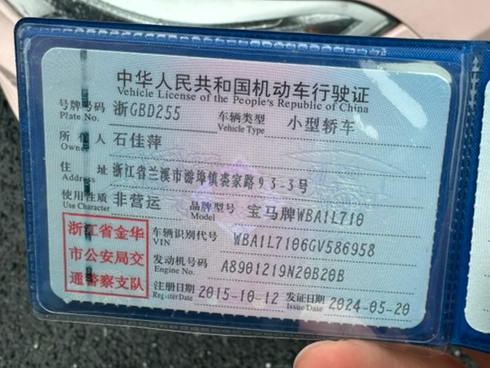 中华人民共和国机动车行驶证
Vehicle License of the People's Republic of China
号牌号码 浙GBD255 车辆类型 小型轿车
Plate No. Vehicle Type
所有人 石佳萍
Owner
住址 浙江省兰溪市游埠镇裘家路93-3号
Address
使用性质 非营运 品牌型号 宝马牌WBA1L710
Use Character Model
浙江省金华
市公安局交
通警察支队
车辆识别代号 WBA1L7106GV586958
VIN
发动机号码 A8901219N20B20B
Engine No.
注册日期 2015-10-12 发证日期 2024-05-20
Register Date Issue Date